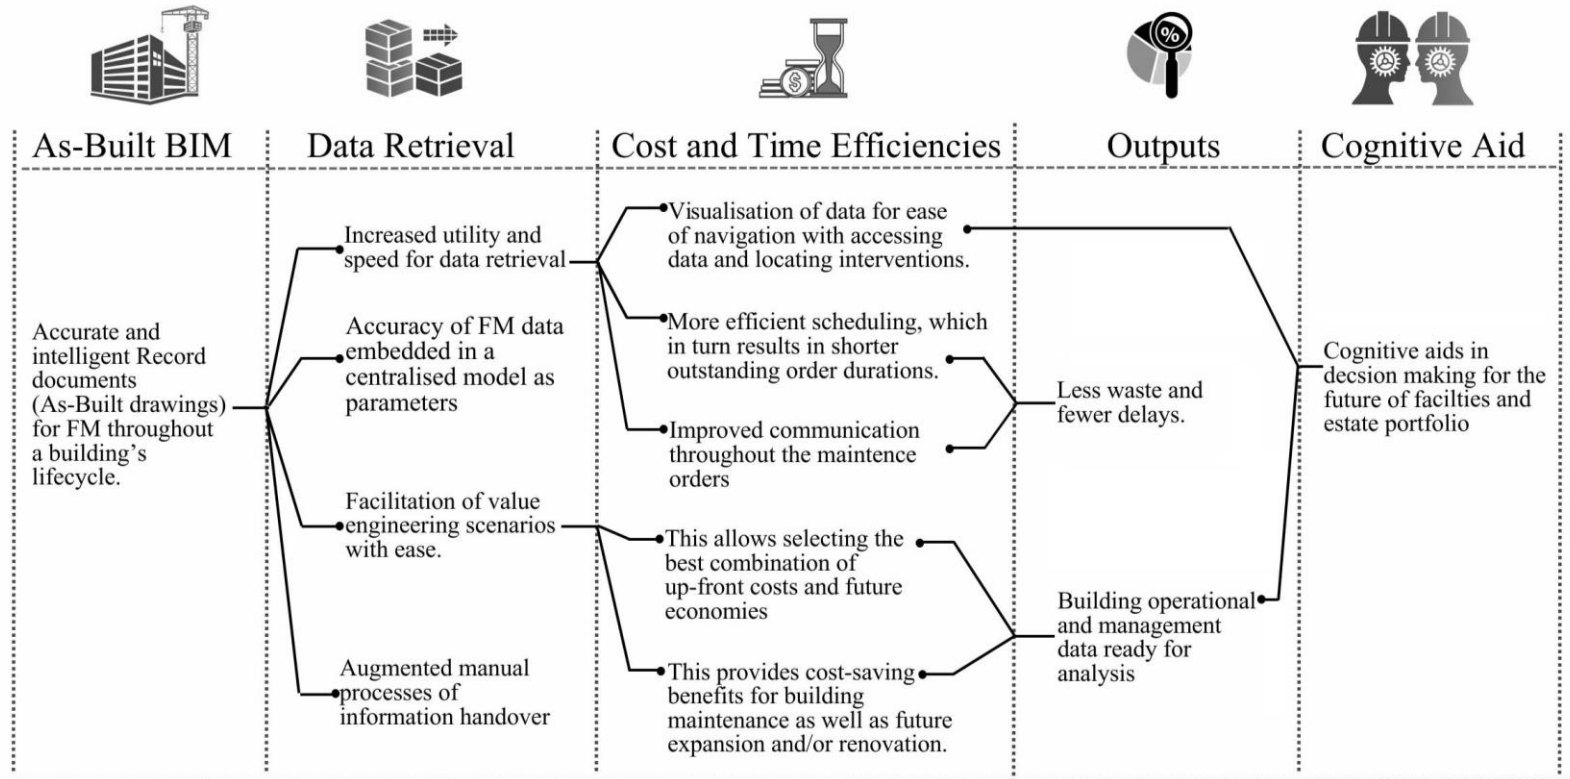 As-Built BIM
Data Retrieval
Cost and Time Efficiencies
Outputs
Cognitive Aid
Accurate and
intelligent Record
documents
(As-Built drawings)
for FM throughout
a building's
lifecycle.
Increased utility and
speed for data retrieval
Accuracy of FM data
embedded in a
centralised model as
parameters
Facilitation of value
engineering scenarios
with ease.
Augmented manual
processes of
information handover
Visualisation of data for ease
of navigation with accessing
data and locating interventions.
More efficient scheduling, which
in turn results in shorter
outstanding order durations.
Improved communication
throughout the maintence
orders
This allows selecting the
best combination of
up-front costs and future
economies
This provides cost-saving
benefits for building
maintenance as well as future
expansion and/or renovation.
Less waste and
fewer delays.
Building operational
and management
data ready for
analysis
Cognitive aids in
decsion making for the
future of facilties and
estate portfolio
$
%